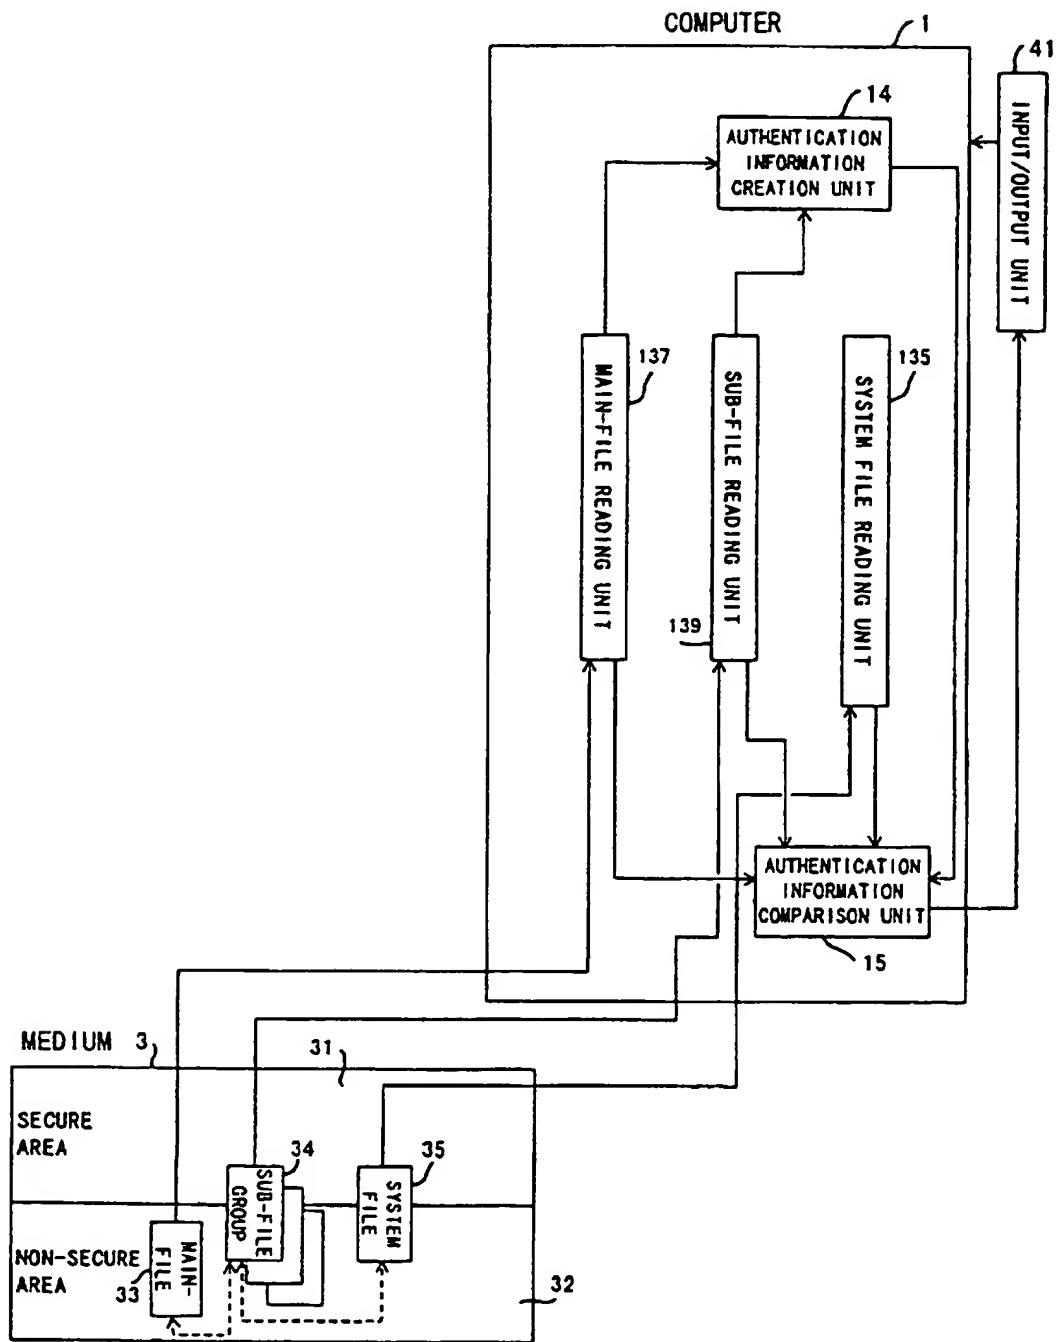 COMPUTER
1
41
INPUT/OUTPUT UNIT
14
AUTHENTICATION
INFORMATION
CREATION UNIT
137
MAIN-FILE READING UNIT
SUB-FILE READING UNIT
139
135
SYSTEM FILE READING UNIT
AUTHENTICATION
INFORMATION
COMPARISON UNIT
15
MEDIUM
3
31
SECURE
AREA
34
SUB-FILE
GROUP
35
SYSTEM
FILE
NON-SECURE
AREA
MAIN-
FILE
33
32